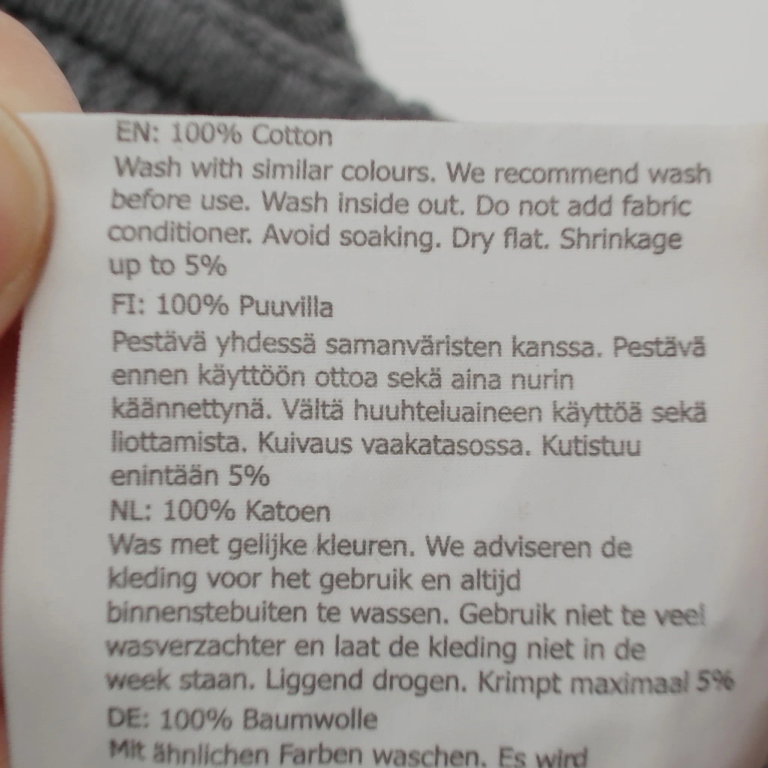 EN: 100% Cotton
Wash with similar colours. We recommend wash
before use. Wash inside out. Do not add fabric
conditioner. Avoid soaking. Dry flat. Shrinkage
up to 5%
FI: 100% Puuvilla
Pestävä yhdessä samanväristen kanssa. Pestävä
ennen käyttöön ottoa sekä aina nurin
käännettynä. Vältä huuhteluaineen käyttöä sekä
liottamista. Kuivaus vaakatasossa. Kutistuu
enintään 5%
NL: 100% Katoen
Was met gelijke kleuren. We adviseren de
kleding voor het gebruik en altijd
binnenstebuiten te wassen. Gebruik niet te veel
wasverzachter en laat de kleding niet in de
week staan. Liggend drogen. Krimpt maximaal 5%
DE: 100% Baumwolle
Mit ähnlichen Farben waschen. Es wird